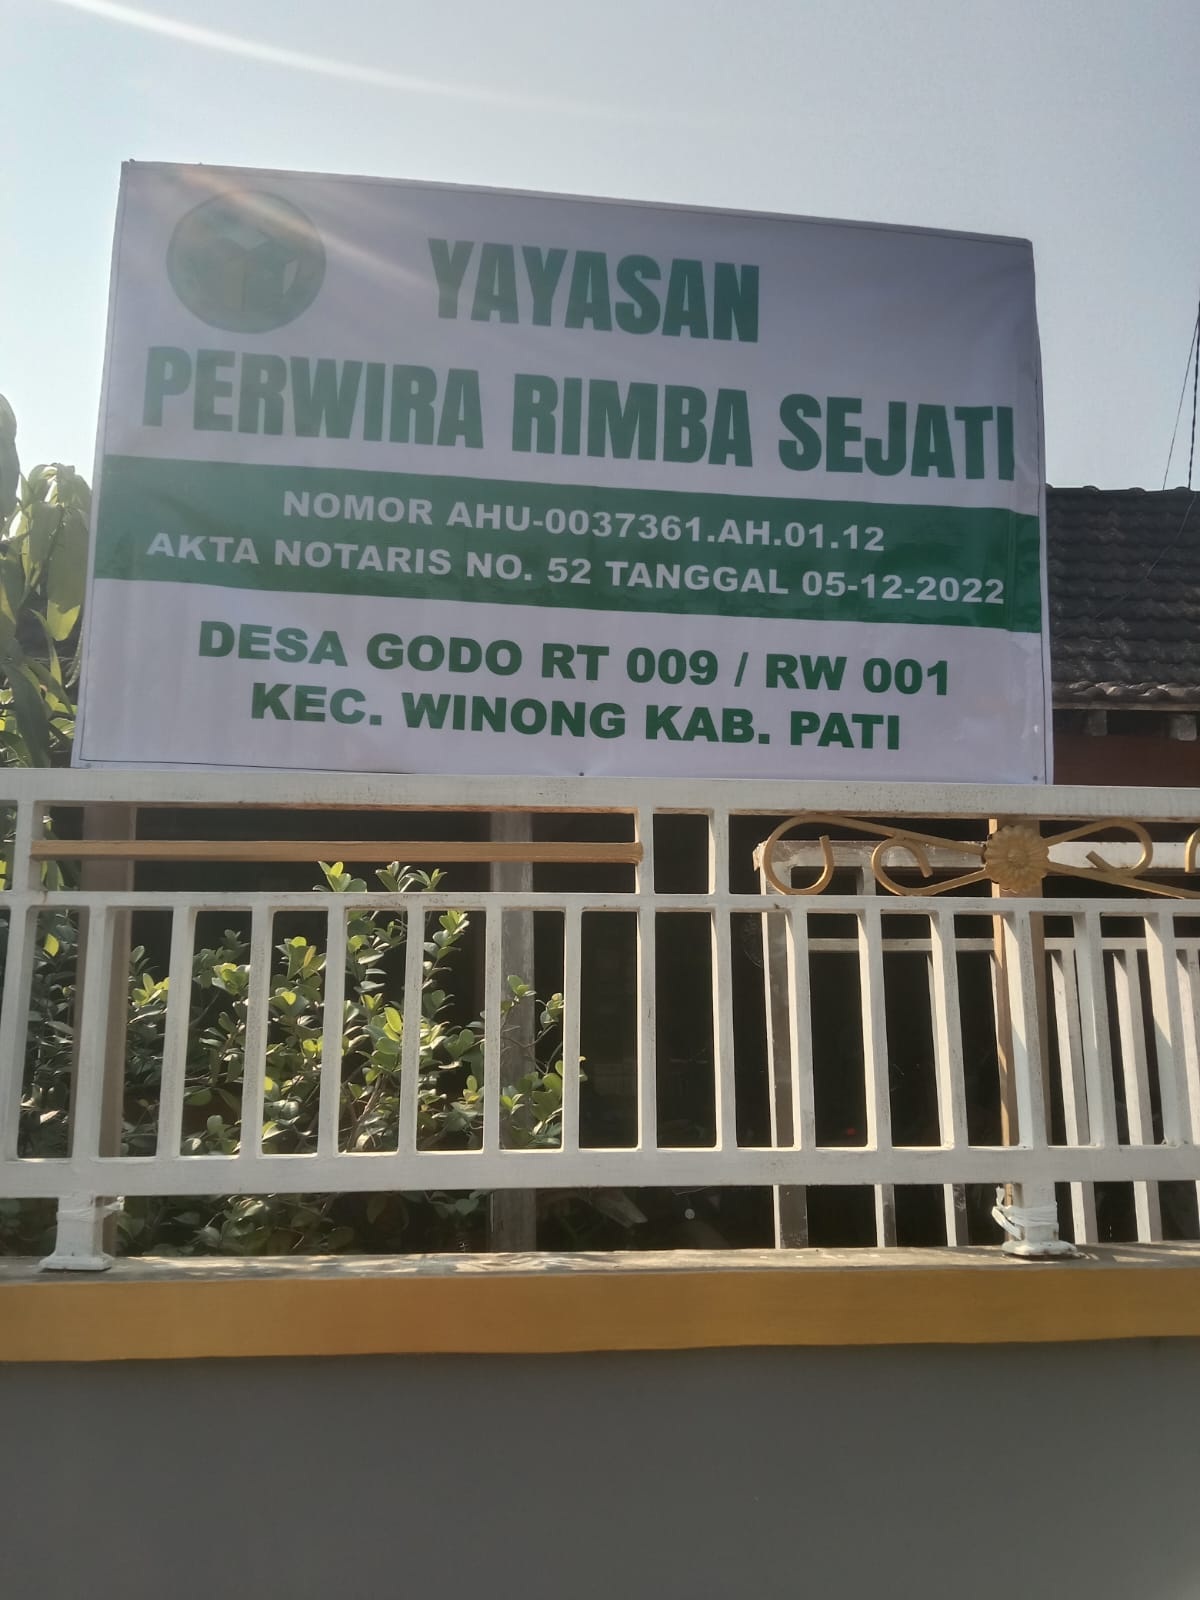 YAYASAN
PERWIRA RIMBA SEJATI
NOMOR AHU-0037361.AH.01.12
AKTA NOTARIS NO. 52 TANGGAL 05-12-2022
DESA GODO RT 009 / RW 001
KEC. WINONG KAB. PATI